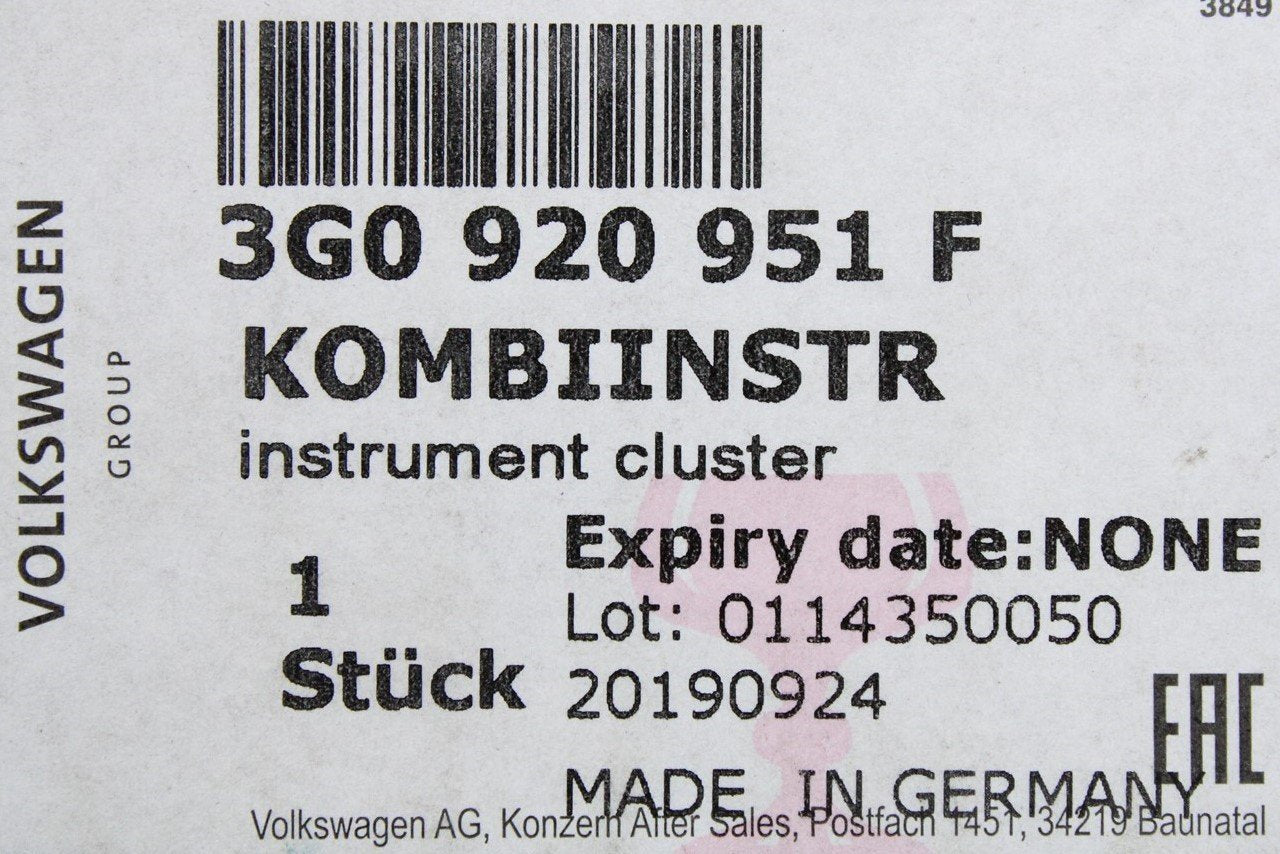 3849
3G0 920 951 F
KOMBIINSTR
instrument cluster
VOLKSWAGEN
GROUP
Expiry date:NONE
1
Lot: 0114350050
Stück
20190924
EAC
MADE IN GERMANY
Volkswagen AG, Konzern After Sales, Postfach 1451, 34219 Baunatal